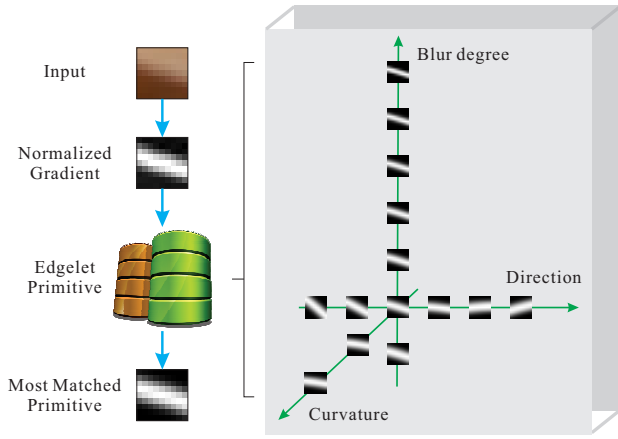 Input
Normalized
Gradient
Edgelet
Primitive
Most Matched
Primitive
Blur degree
Direction
Curvature